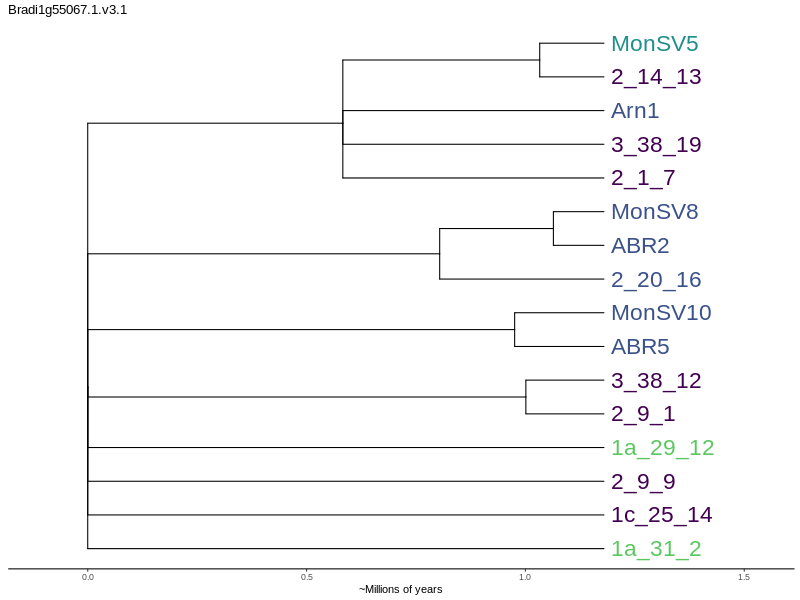 Bradi1g55067.1.v3.1
MonSV5
2_14_13
Arn1
3_38_19
2_1_7
MonSV8
ABR2
2_20_16
MonSV10
ABR5
3_38_12
2_9_1
1a_29_12
2_9_9
1c_25_14
1a_31_2
0.0 0.5 1.0 1.5
~Millions of years